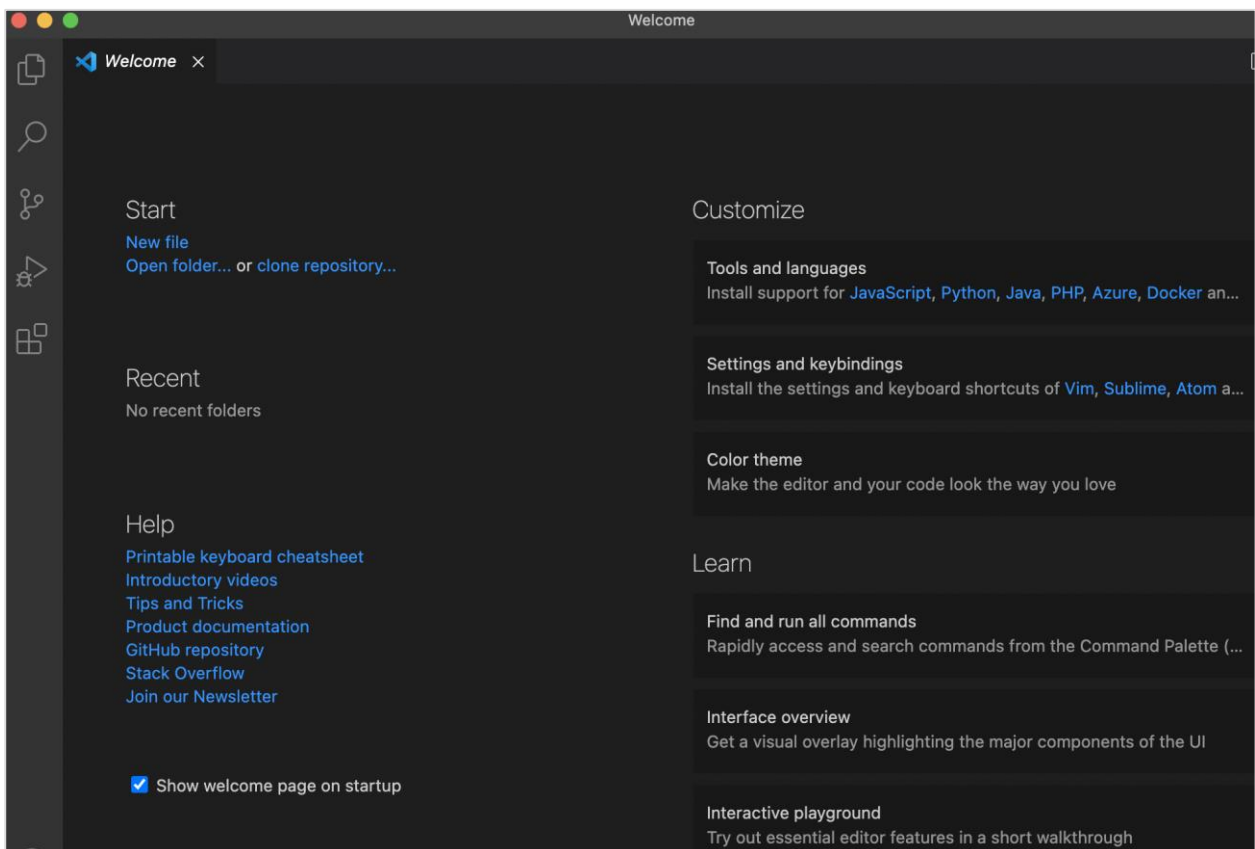 Welcome
Welcome
Start
New file
Open folder... or clone repository...
Recent
No recent folders
Help
Printable keyboard cheatsheet
Introductory videos
Tips and Tricks
Product documentation
GitHub repository
Stack Overflow
Join our Newsletter
Show welcome page on startup
Customize
Tools and languages
Install support for JavaScript, Python, Java, PHP, Azure, Docker an...
Settings and keybindings
Install the settings and keyboard shortcuts of Vim, Sublime, Atom a...
Color theme
Make the editor and your code look the way you love
Learn
Find and run all commands
Rapidly access and search commands from the Command Palette (...
Interface overview
Get a visual overlay highlighting the major components of the UI
Interactive playground
Try out essential editor features in a short walkthrough